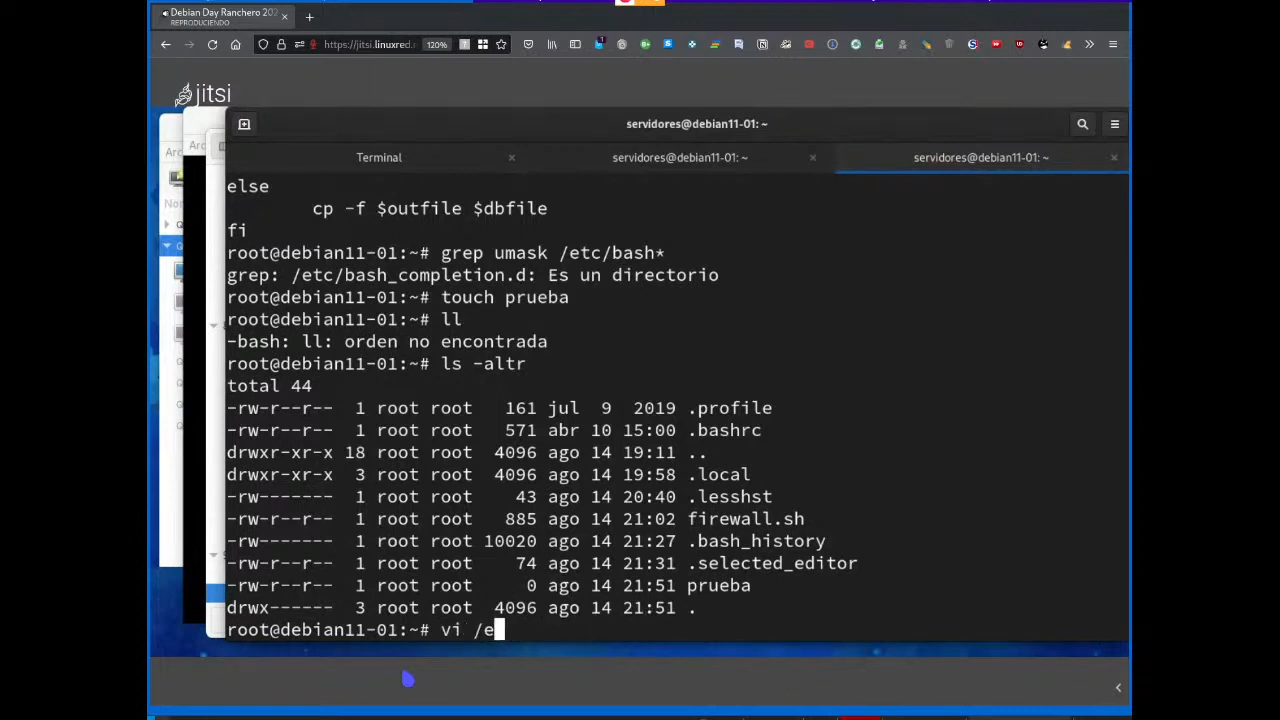 Debian Day Ranchero 202
REPRODUCIENDO
https://jitsi.linuxred.
120%
jitsi
servidores@debian11-01: ~
Arc
Ar
Terminal
servidores@debian11-01: ~
servidores@debian11-01: ~
else
cp -f $outfile $dbfile
fi
root@debian11-01:~# grep umask /etc/bash*
grep: /etc/bash_completion.d: Es un directorio
root@debian11-01:~# touch prueba
root@debian11-01:~# ll
-bash: ll: orden no encontrada
root@debian11-01:~# ls -altr
total 44
-rw-r--r-- 1 root root 161 jul 9 2019 .profile
-rw-r--r-- 1 root root 571 abr 10 15:00 .bashrc
drwxr-xr-x 18 root root 4096 ago 14 19:11 ..
drwxr-xr-x 3 root root 4096 ago 14 19:58 .local
-rw------- 1 root root 43 ago 14 20:40 .lesshst
-rw-r--r-- 1 root root 885 ago 14 21:02 firewall.sh
-rw------- 1 root root 10020 ago 14 21:27 .bash_history
-rw-r--r-- 1 root root 74 ago 14 21:31 .selected_editor
-rw-r--r-- 1 root root 0 ago 14 21:51 prueba
drwx------ 3 root root 4096 ago 14 21:51 .
root@debian11-01:~# vi /e